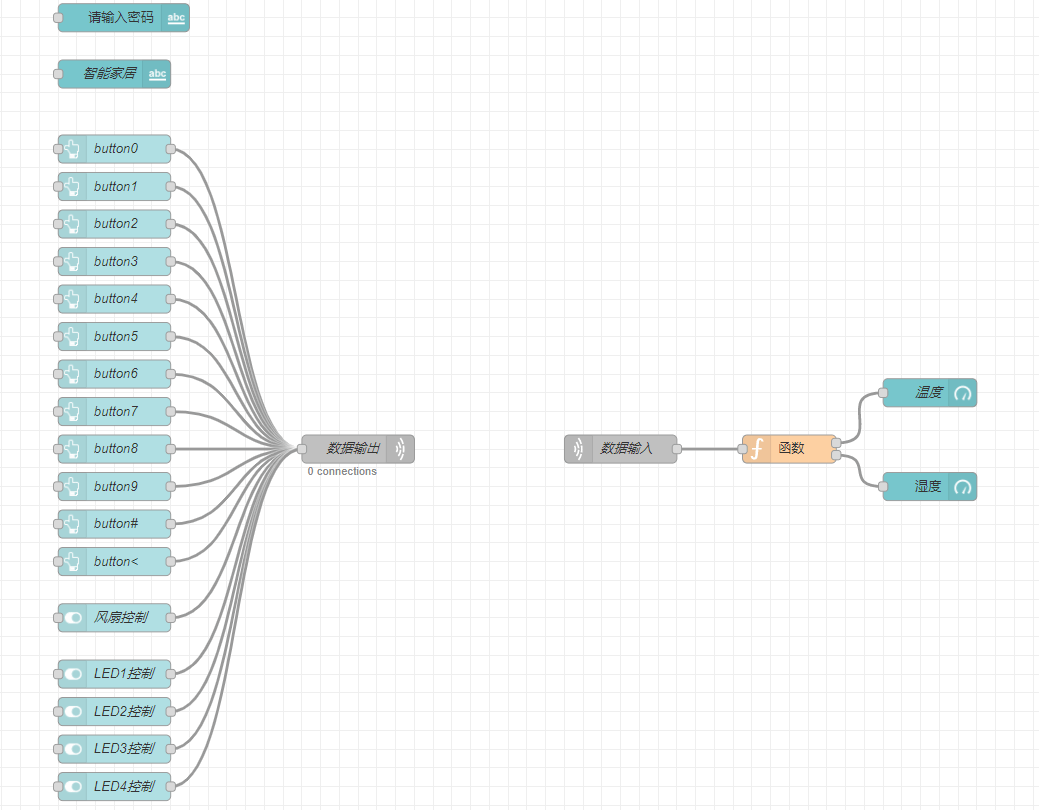 请输入密码 abc
智能家居 abc
button0
button1
button2
button3
button4
button5
button6
button7
button8
button9
button#
button<
风扇控制
LED1控制
LED2控制
LED3控制
LED4控制
数据输出
0 connections
数据输入
函数
温度
湿度